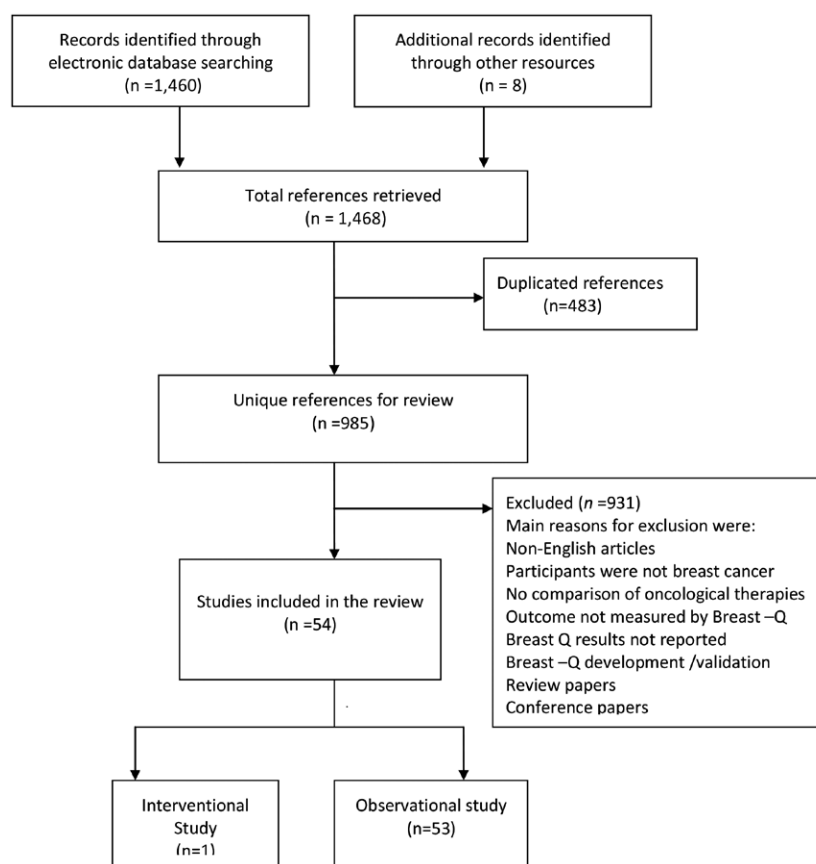 Records identified through
electronic database searching
(n =1,460)
Additional records identified
through other resources
(n = 8)
Total references retrieved
(n = 1,468)
Duplicated references
(n=483)
Unique references for review
(n =985)
Excluded (n =931)
Main reasons for exclusion were:
Non-English articles
Participants were not breast cancer
No comparison of oncological therapies
Outcome not measured by Breast –Q
Breast Q results not reported
Breast –Q development /validation
Review papers
Conference papers
Studies included in the review
(n =54)
Interventional
Study
(n=1)
Observational study
(n=53)